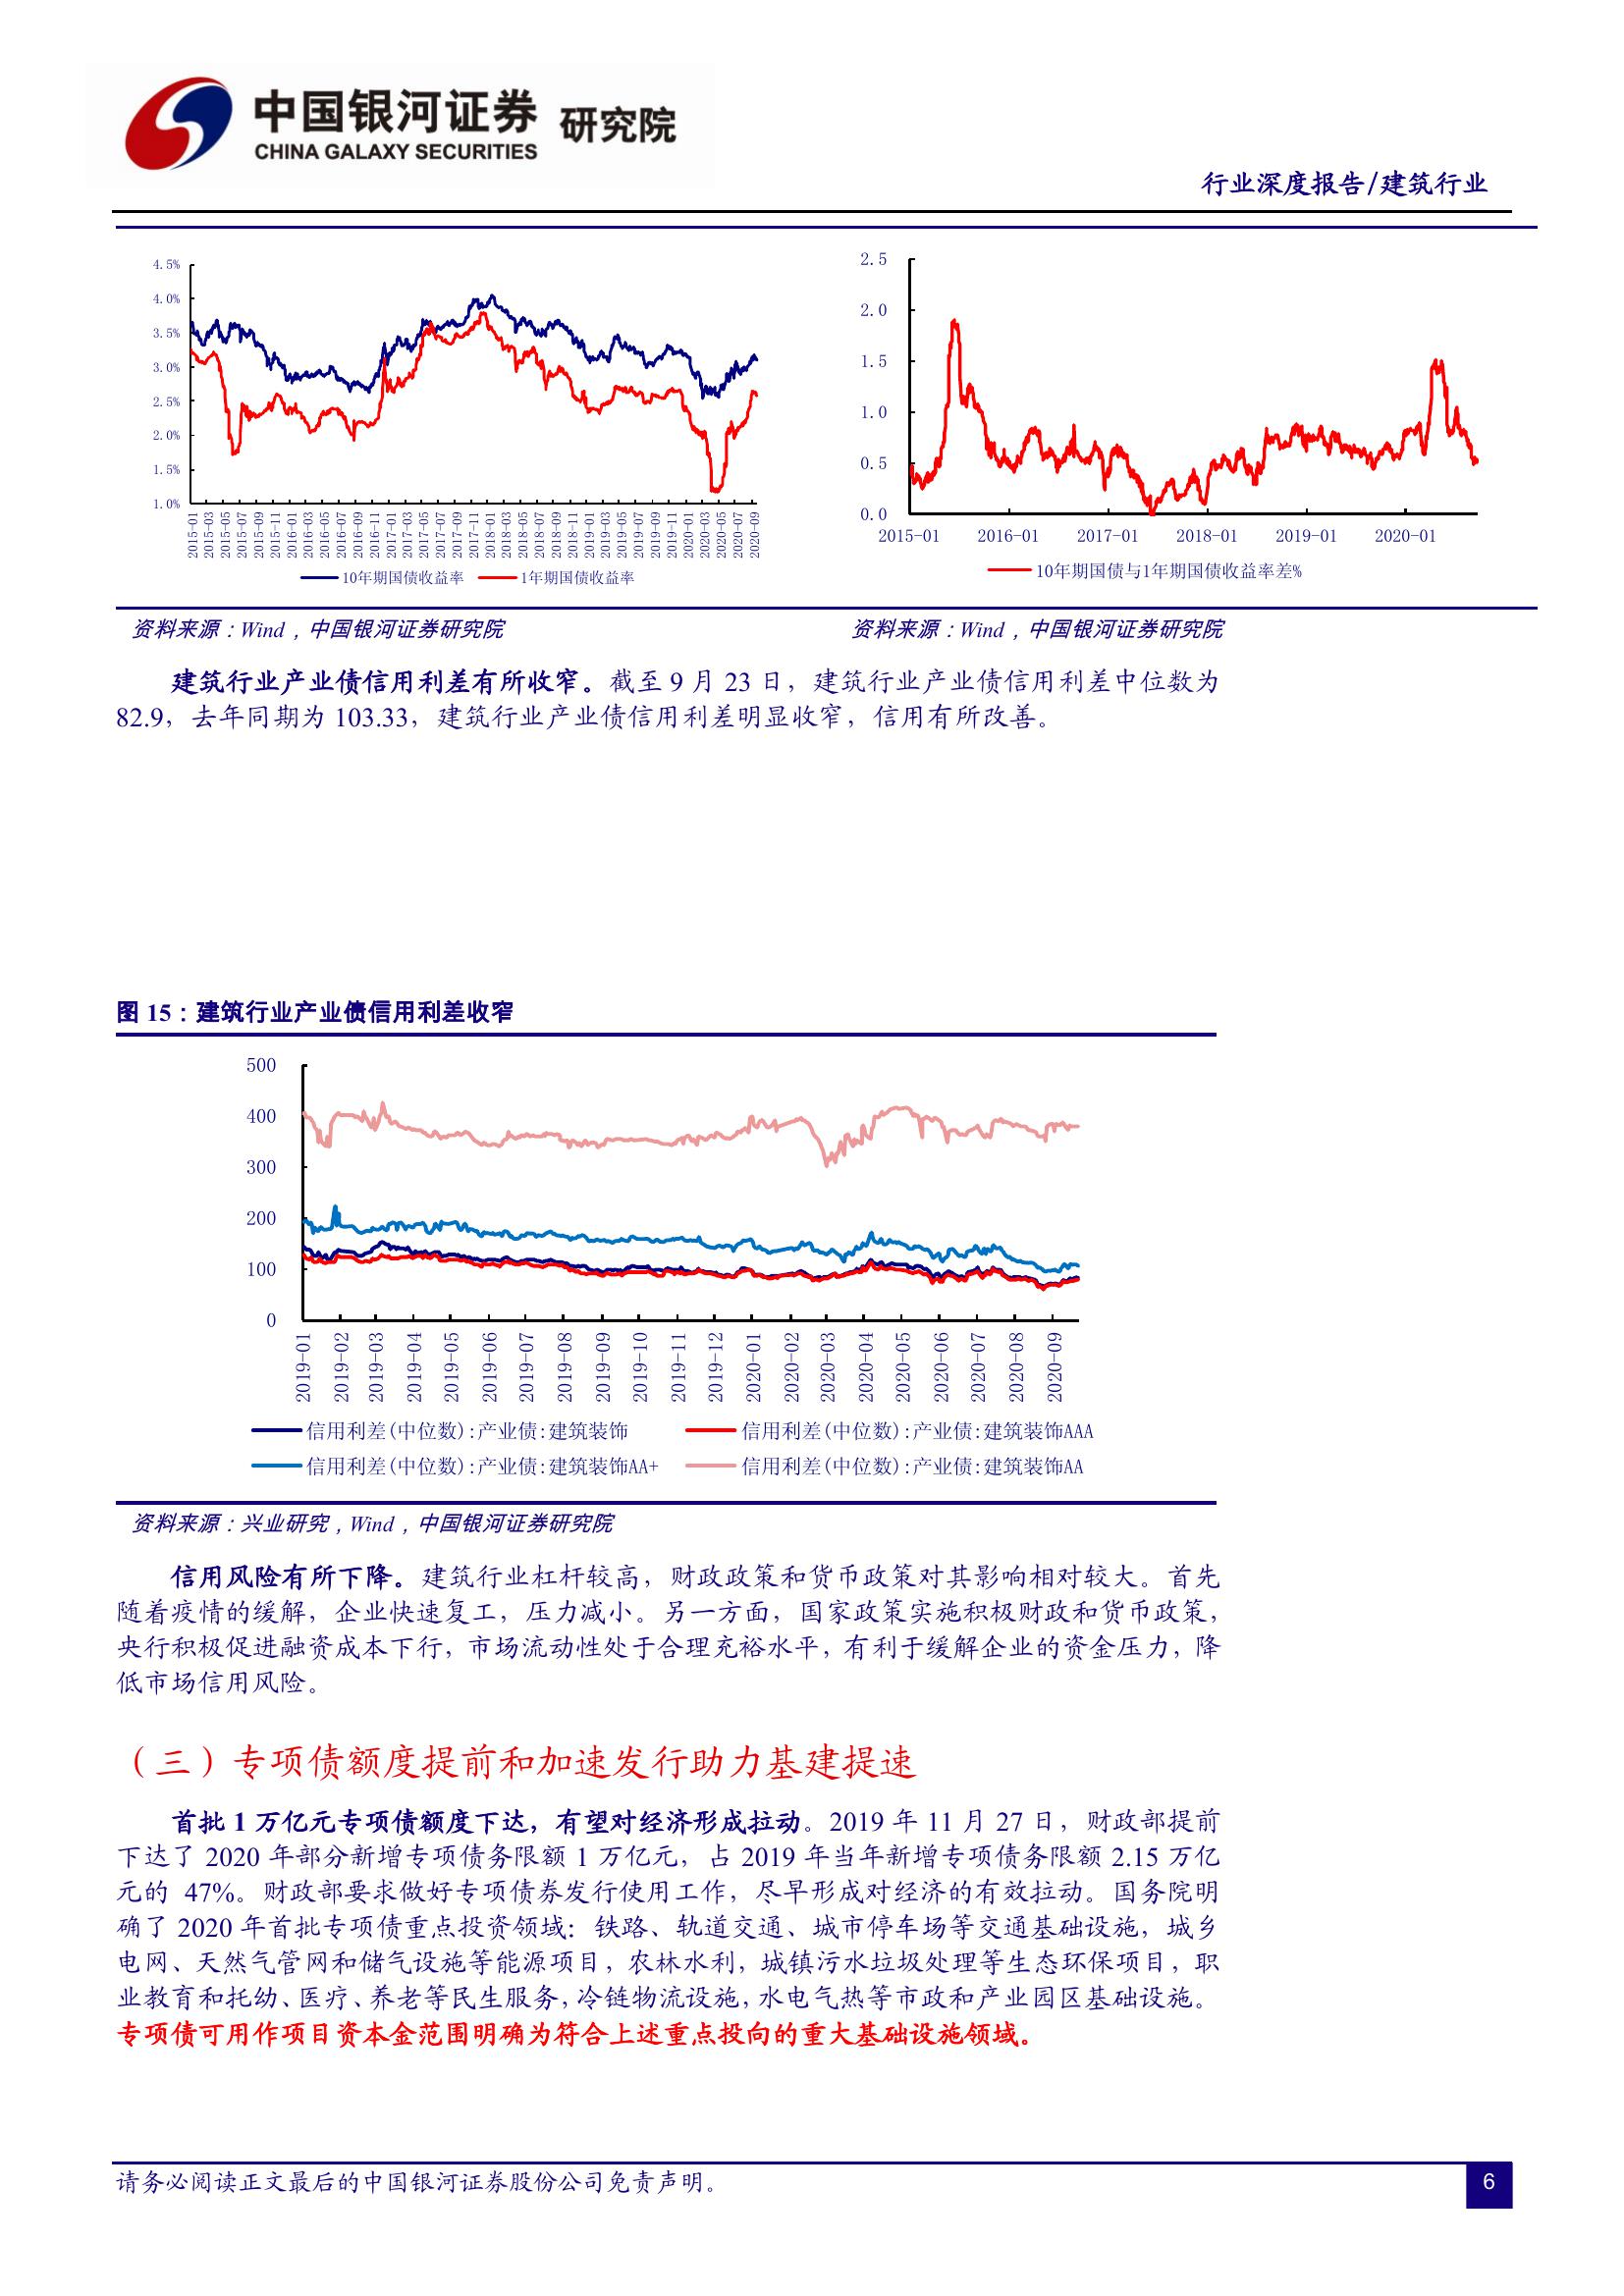 中国银河证券 研究院
CHINA GALAXY SECURITIES
行业深度报告/建筑行业
4.5%
4.0%
3.5%
3.0%
2.5%
2.0%
1.5%
1.0%
2015-01
2015-03
2015-05
2015-07
2015-09
2015-11
2016-01
2016-03
2016-05
2016-07
2016-09
2016-11
2017-01
2017-03
2017-05
2017-07
2017-09
2017-11
2018-01
2018-03
2018-05
2018-07
2018-09
2018-11
2019-01
2019-03
2019-05
2019-07
2019-09
2019-11
2020-01
2020-03
2020-05
2020-07
2020-09
10年期国债收益率 1年期国债收益率
2.5
2.0
1.5
1.0
0.5
0.0
2015-01 2016-01 2017-01 2018-01 2019-01 2020-01
10年期国债与1年期国债收益率差%
资料来源：Wind，中国银河证券研究院
资料来源：Wind，中国银河证券研究院
建筑行业产业债信用利差有所收窄。截至 9 月 23 日，建筑行业产业债信用利差中位数为
82.9，去年同期为 103.33，建筑行业产业债信用利差明显收窄，信用有所改善。
图 15：建筑行业产业债信用利差收窄
500
400
300
200
100
0
2019-01
2019-02
2019-03
2019-04
2019-05
2019-06
2019-07
2019-08
2019-09
2019-10
2019-11
2019-12
2020-01
2020-02
2020-03
2020-04
2020-05
2020-06
2020-07
2020-08
2020-09
信用利差(中位数):产业债:建筑装饰 信用利差(中位数):产业债:建筑装饰AAA
信用利差(中位数):产业债:建筑装饰AA+ 信用利差(中位数):产业债:建筑装饰AA
资料来源：兴业研究，Wind，中国银河证券研究院
信用风险有所下降。建筑行业杠杆较高，财政政策和货币政策对其影响相对较大。首先
随着疫情的缓解，企业快速复工，压力减小。另一方面，国家政策实施积极财政和货币政策，
央行积极促进融资成本下行，市场流动性处于合理充裕水平，有利于缓解企业的资金压力，降
低市场信用风险。
（三）专项债额度提前和加速发行助力基建提速
首批 1 万亿元专项债额度下达，有望对经济形成拉动。2019 年 11 月 27 日，财政部提前
下达了 2020 年部分新增专项债务限额 1 万亿元，占 2019 年当年新增专项债务限额 2.15 万亿
元的 47%。财政部要求做好专项债券发行使用工作，尽早形成对经济的有效拉动。国务院明
确了 2020 年首批专项债重点投资领域：铁路、轨道交通、城市停车场等交通基础设施，城乡
电网、天然气管网和储气设施等能源项目，农林水利，城镇污水垃圾处理等生态环保项目，职
业教育和托幼、医疗、养老等民生服务，冷链物流设施，水电气热等市政和产业园区基础设施。
专项债可用作项目资本金范围明确为符合上述重点投向的重大基础设施领域。
请务必阅读正文最后的中国银河证券股份公司免责声明。
6